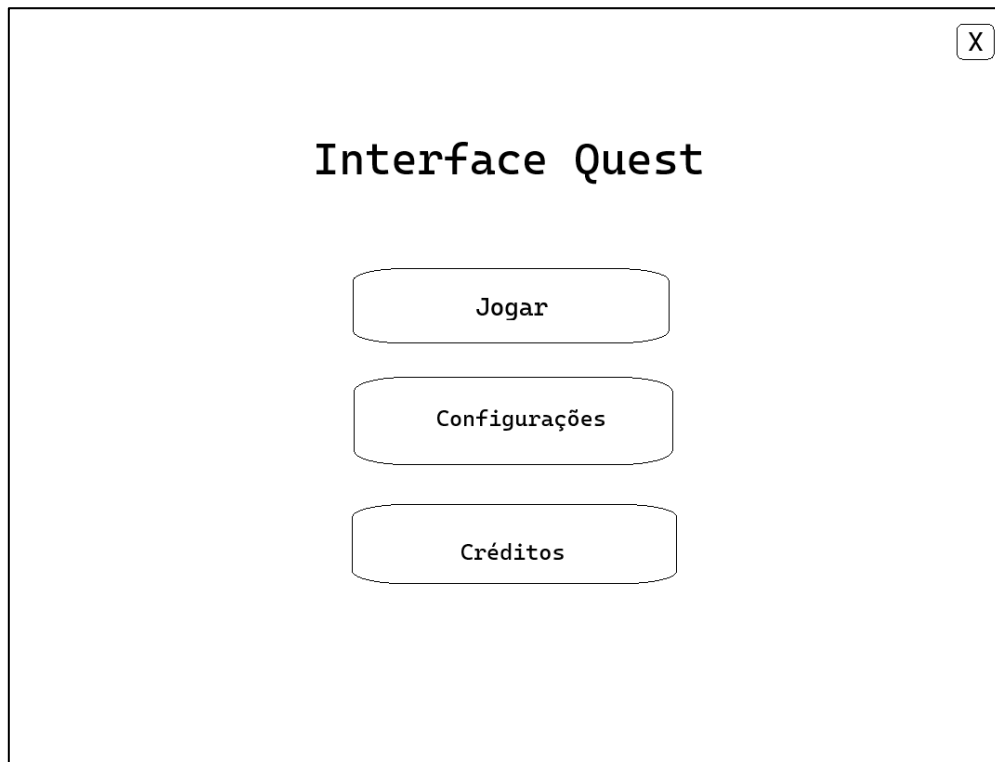 X
Interface Quest
Jogar
Configurações
Créditos